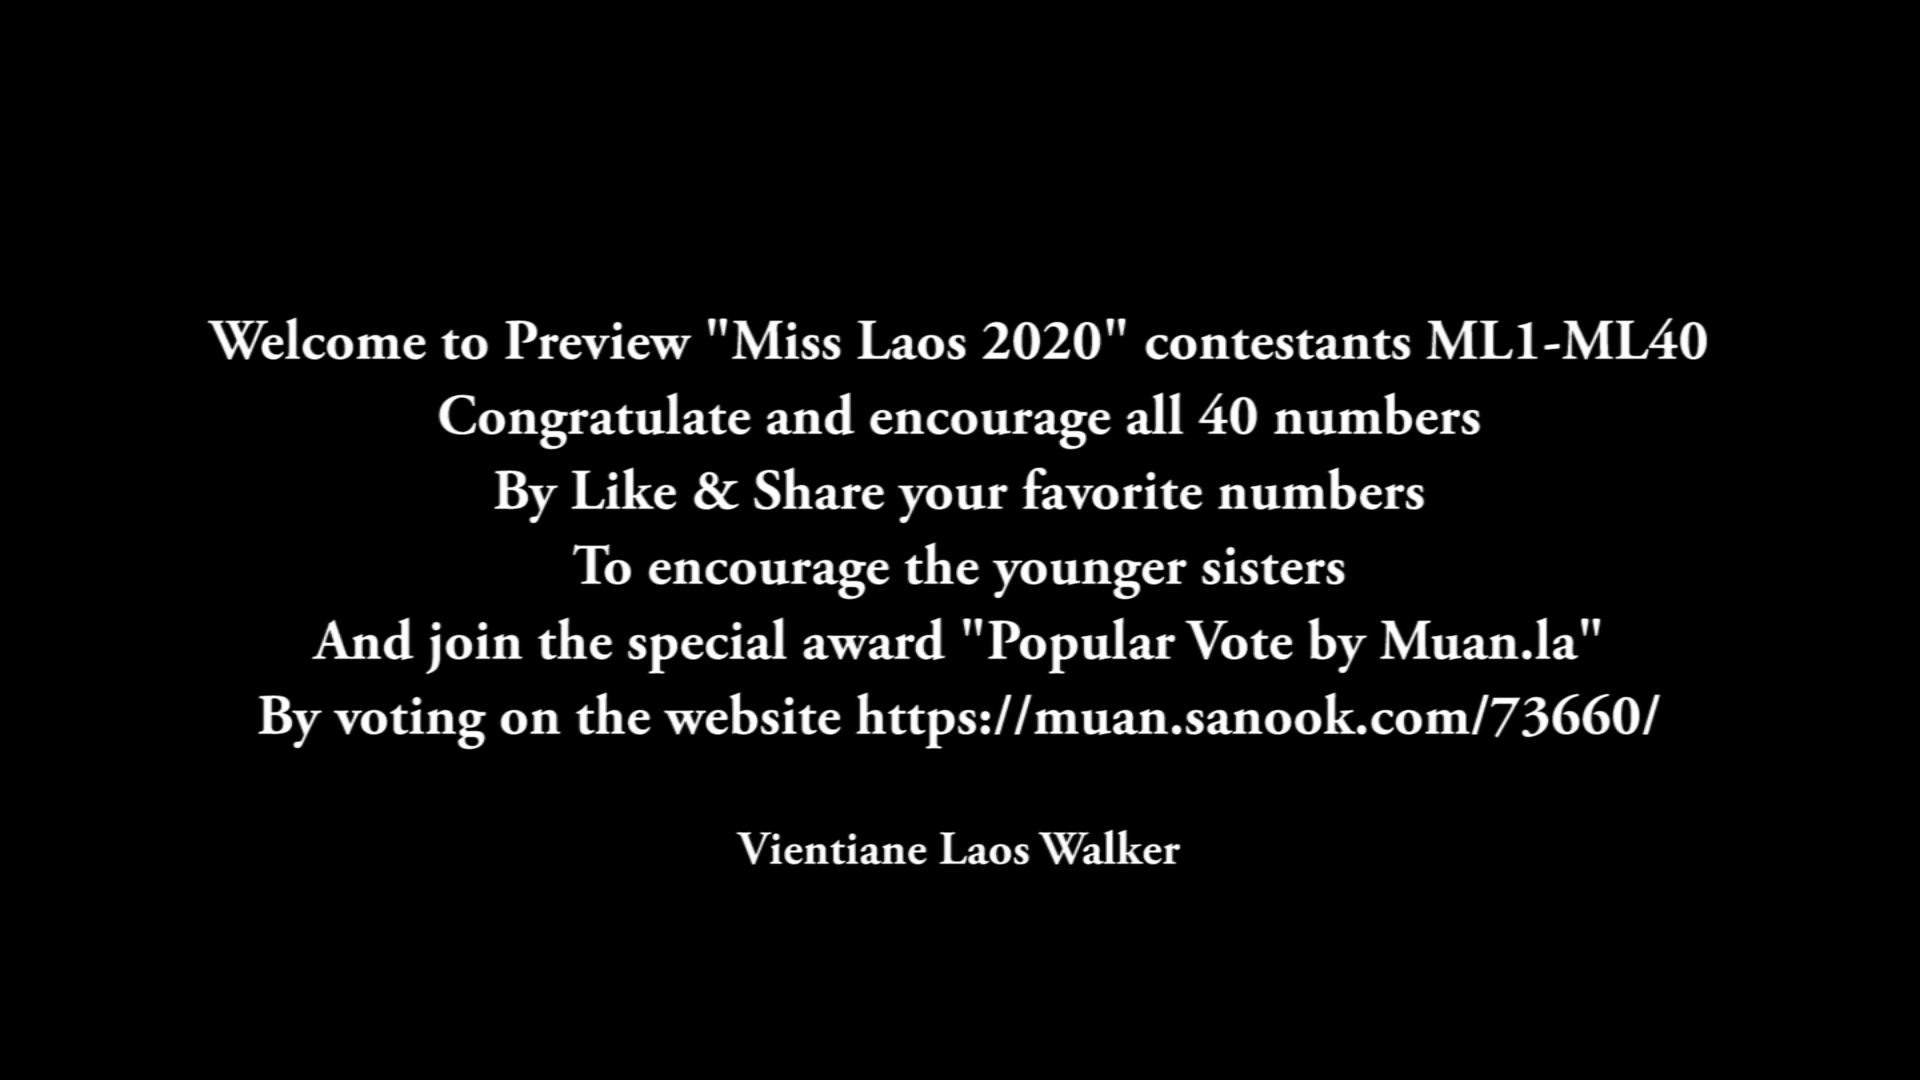 Welcome to Preview "Miss Laos 2020" contestants ML1-ML40
Congratulate and encourage all 40 numbers
By Like & Share your favorite numbers
To encourage the younger sisters
And join the special award "Popular Vote by Muan.la"
By voting on the website https://muan.sanook.com/73660/
Vientiane Laos Walker